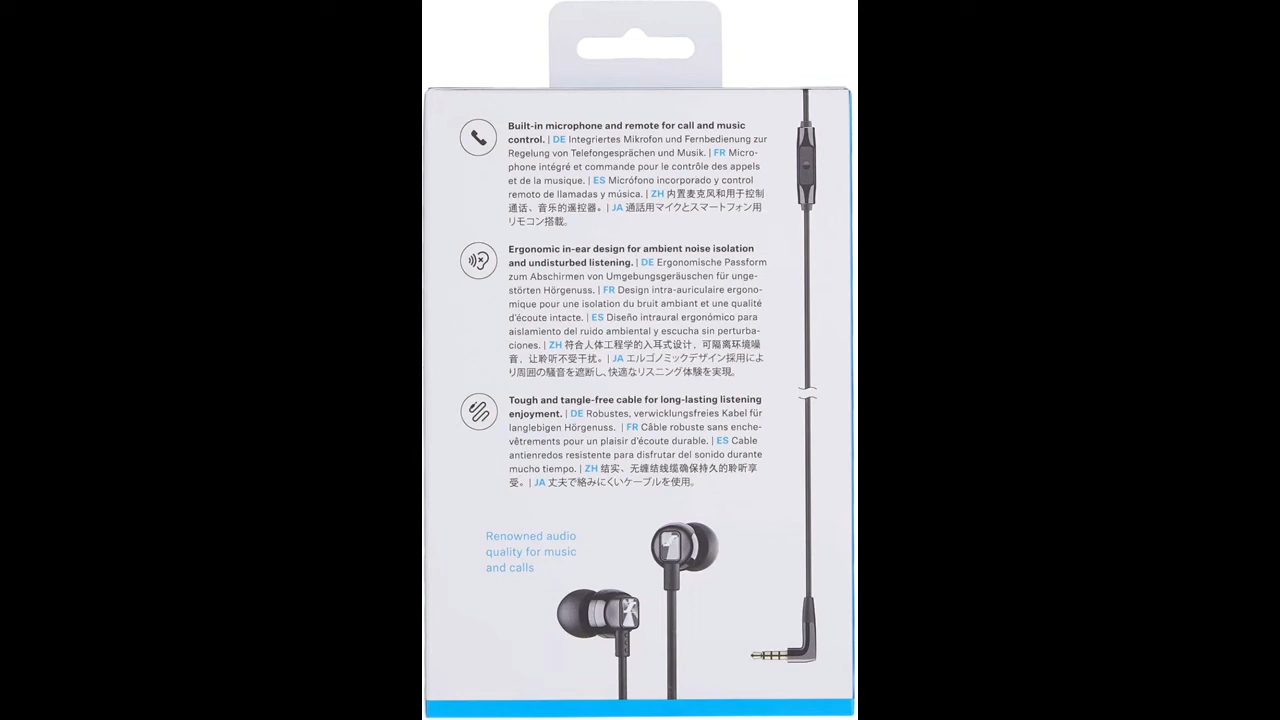 Built-in microphone and remote for call and music
control. | DE Integriertes Mikrofon und Fernbedienung zur
Regelung von Telefongesprächen und Musik. | FR Micro-
phone intégré et commande pour le contrôle des appels
et de la musique. | ES Micrófono incorporado y control
remoto de llamadas y música. | ZH 内置麦克风和用于控制
通话、音乐的遥控器。 | JA 通話用マイクとスマートフォン用
リモコン搭載。
Ergonomic in-ear design for ambient noise isolation
and undisturbed listening. | DE Ergonomische Passform
zum Abschirmen von Umgebungsgeräuschen für unge-
störten Hörgenuss. | FR Design intra-auriculaire ergono-
mique pour une isolation du bruit ambiant et une qualité
d'écoute intacte. | ES Diseño intraural ergonómico para
aislamiento del ruido ambiental y escucha sin perturba-
ciones. | ZH 符合人体工程学的入耳式设计，可隔离环境噪
音，让聆听不受干扰。 | JA エルゴノミックデザイン採用によ
り周囲の騒音を遮断し、快適なリスニング体験を実現。
Tough and tangle-free cable for long-lasting listening
enjoyment. | DE Robustes, verwicklungsfreies Kabel für
langlebigen Hörgenuss. | FR Câble robuste sans enche-
vêtrements pour un plaisir d'écoute durable. | ES Cable
antienredos resistente para disfrutar del sonido durante
mucho tiempo. | ZH 结实、无缠结线缆确保持久的聆听享
受。 | JA 丈夫で絡みにくいケーブルを使用。
Renowned audio
quality for music
and calls